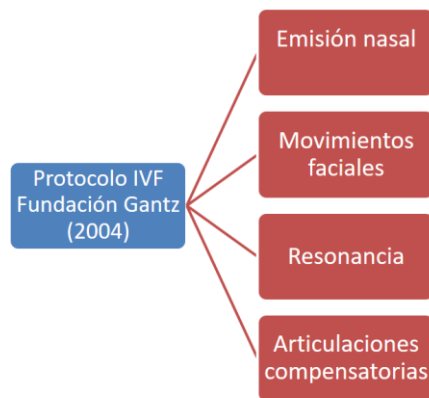 Protocolo IVF
Fundación Gantz
(2004)
Emisión nasal
Movimientos
faciales
Resonancia
Articulaciones
compensatorias